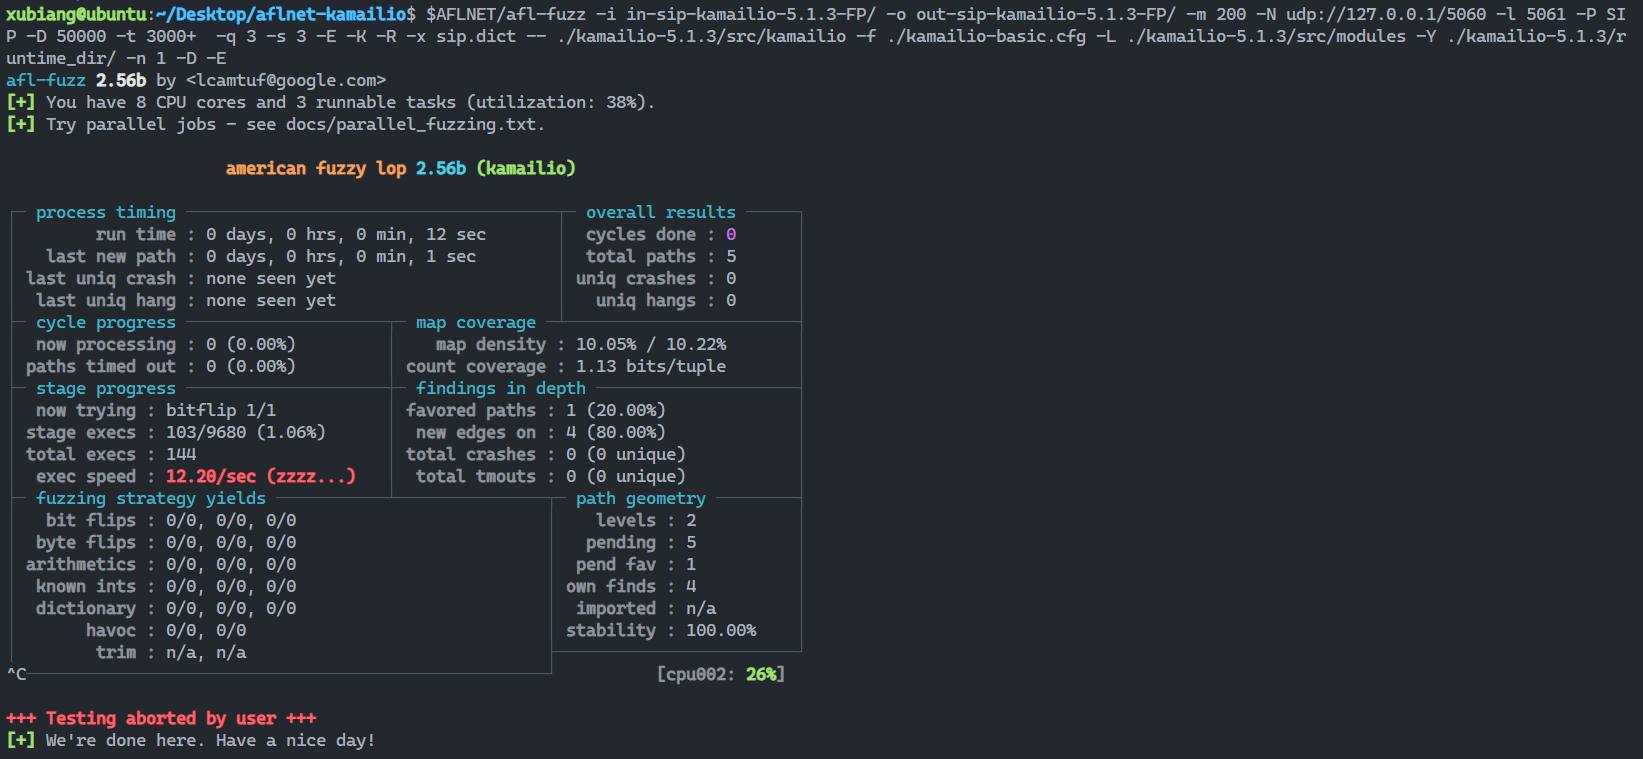 xubiang@ubuntu:~/Desktop/aflnet-kamailio$ $AFLNET/afl-fuzz -i in-sip-kamailio-5.1.3-FP/ -o out-sip-kamailio-5.1.3-FP/ -m 200 -N udp://127.0.0.1/5060 -l 5061 -P SI
P -D 50000 -t 3000+  -q 3 -s 3 -E -K -R -x sip.dict -- ./kamailio-5.1.3/src/kamailio -f ./kamailio-basic.cfg -L ./kamailio-5.1.3/src/modules -Y ./kamailio-5.1.3/r
untime_dir/ -n 1 -D -E
afl-fuzz 2.56b by <lcamtuf@google.com>
[+] You have 8 CPU cores and 3 runnable tasks (utilization: 38%).
[+] Try parallel jobs - see docs/parallel_fuzzing.txt.
american fuzzy lop 2.56b (kamailio)
process timing overall results
run time : 0 days, 0 hrs, 0 min, 12 sec cycles done : 0
last new path : 0 days, 0 hrs, 0 min, 1 sec total paths : 5
last uniq crash : none seen yet uniq crashes : 0
last uniq hang : none seen yet uniq hangs : 0
cycle progress map coverage
now processing : 0 (0.00%) map density : 10.05% / 10.22%
paths timed out : 0 (0.00%) count coverage : 1.13 bits/tuple
stage progress findings in depth
now trying : bitflip 1/1 favored paths : 1 (20.00%)
stage execs : 103/9680 (1.06%) new edges on : 4 (80.00%)
total execs : 144 total crashes : 0 (0 unique)
exec speed : 12.20/sec (zzzz...) total tmouts : 0 (0 unique)
fuzzing strategy yields path geometry
bit flips : 0/0, 0/0, 0/0 levels : 2
byte flips : 0/0, 0/0, 0/0 pending : 5
arithmetics : 0/0, 0/0, 0/0 pend fav : 1
known ints : 0/0, 0/0, 0/0 own finds : 4
dictionary : 0/0, 0/0, 0/0 imported : n/a
havoc : 0/0, 0/0 stability : 100.00%
trim : n/a, n/a
^C [cpu002: 26%]
+++ Testing aborted by user +++
[+] We're done here. Have a nice day!